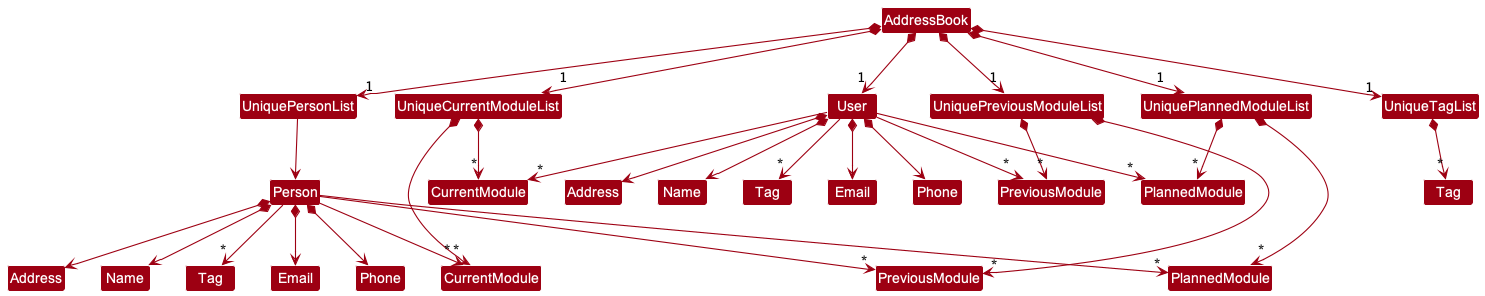 AddressBook
1 1 1 1 1 1
UniquePersonList UniqueCurrentModuleList User UniquePreviousModuleList UniquePlannedModuleList UniqueTagList
* * * * * * * *
Person CurrentModule Address Name Tag Email Phone PreviousModule PlannedModule Tag
* * * * * * *
Address Name Tag Email Phone CurrentModule PreviousModule PlannedModule